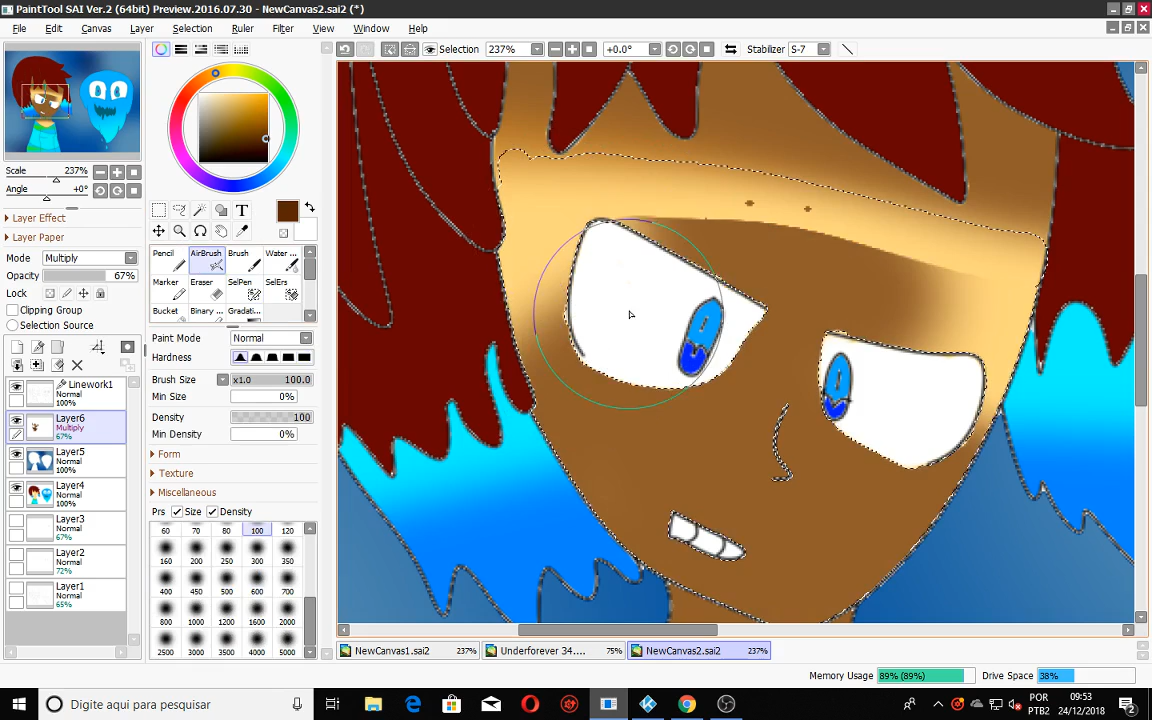 PaintTool SAI Ver.2 (64bit) Preview.2016.07.30 - NewCanvas2.sai2 (*)
File Edit Canvas Layer Selection Ruler Filter View Window Help
Selection 237% +0.0° Stabilizer S-7
Scale 237%
Angle +0°
Layer Effect
Layer Paper
Mode Multiply
Opacity 67%
Lock
Clipping Group
Selection Source
Linework1
Normal
100%
Layer6
Multiply
67%
Layer5
Normal
100%
Layer4
Normal
100%
Layer3
Normal
67%
Layer2
Normal
72%
Layer1
Normal
65%
T
Pencil AirBrush Brush Water ...
Marker Eraser SelPen SelErs
Bucket Binary ... Gradati...
Paint Mode Normal
Hardness
Brush Size x1.0 100.0
Min Size 0%
Density 100
Min Density 0%
Form
Texture
Miscellaneous
Prs Size Density
60 70 80 100 120
160 200 250 300 350
400 450 500 600 700
800 1000 1200 1600 2000
2500 3000 3500 4000 5000
NewCanvas1.sai2 237% Underforever 34.... 75% NewCanvas2.sai2 237%
Memory Usage 89% (89%) Drive Space 38%
Digite aqui para pesquisar
POR
PTB2
09:53
24/12/2018
2